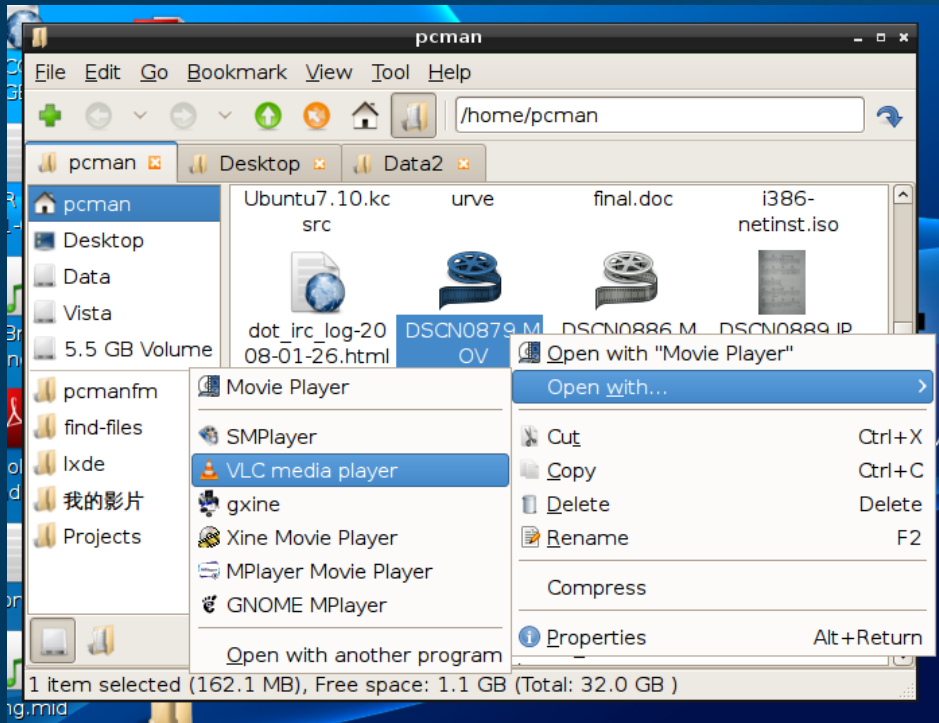 pcman
File Edit Go Bookmark View Tool Help
/home/pcman
pcman Desktop Data2
pcman
Desktop
Data
Vista
5.5 GB Volume
pcmanfm
find-files
lxde
我的影片
Projects
Ubuntu7.10.kc
src
urve
final.doc
i386-
netinst.iso
dot_irc_log-20
08-01-26.html
DSCN0879.M
OV
DSCN0886.M
DSCN0889.JP
Open with "Movie Player"
Open with...
Cut Ctrl+X
Copy Ctrl+C
Delete Delete
Rename F2
Compress
Properties Alt+Return
Movie Player
SMPlayer
VLC media player
gxine
Xine Movie Player
MPlayer Movie Player
GNOME MPlayer
Open with another program
1 item selected (162.1 MB), Free space: 1.1 GB (Total: 32.0 GB )
ng.mid